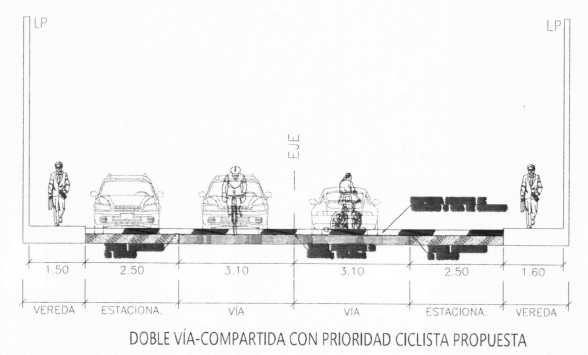 LP LP
EJE
1.50 2.50 3.10 3.10 2.50 1.60
VEREDA ESTACIONA. VÍA VÍA ESTACIONA. VEREDA
DOBLE VÍA-COMPARTIDA CON PRIORIDAD CICLISTA PROPUESTA